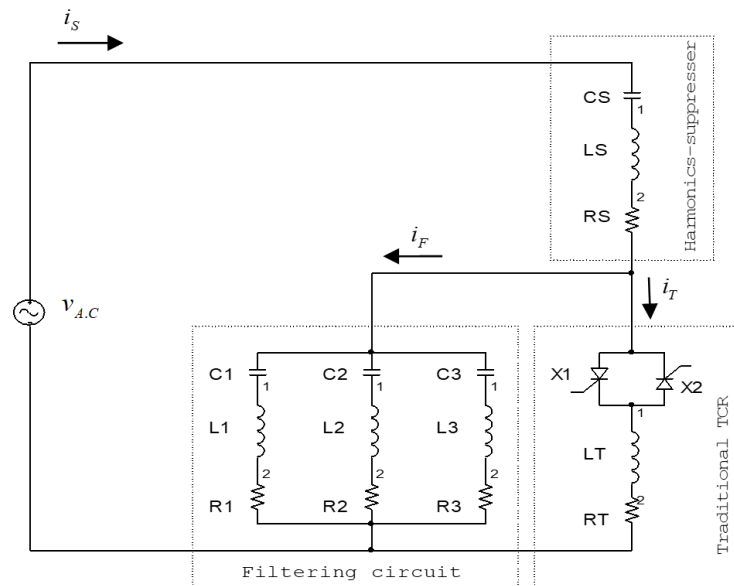 i_S
CS
1
LS
2
RS
Harmonics-suppresser
i_F
i_T
v_{A.C}
C1
1
C2
1
C3
1
X1
X2
1
L1
L2
L3
LT
2
2
2
2
R1
R2
R3
RT
Traditional TCR
Filtering circuit